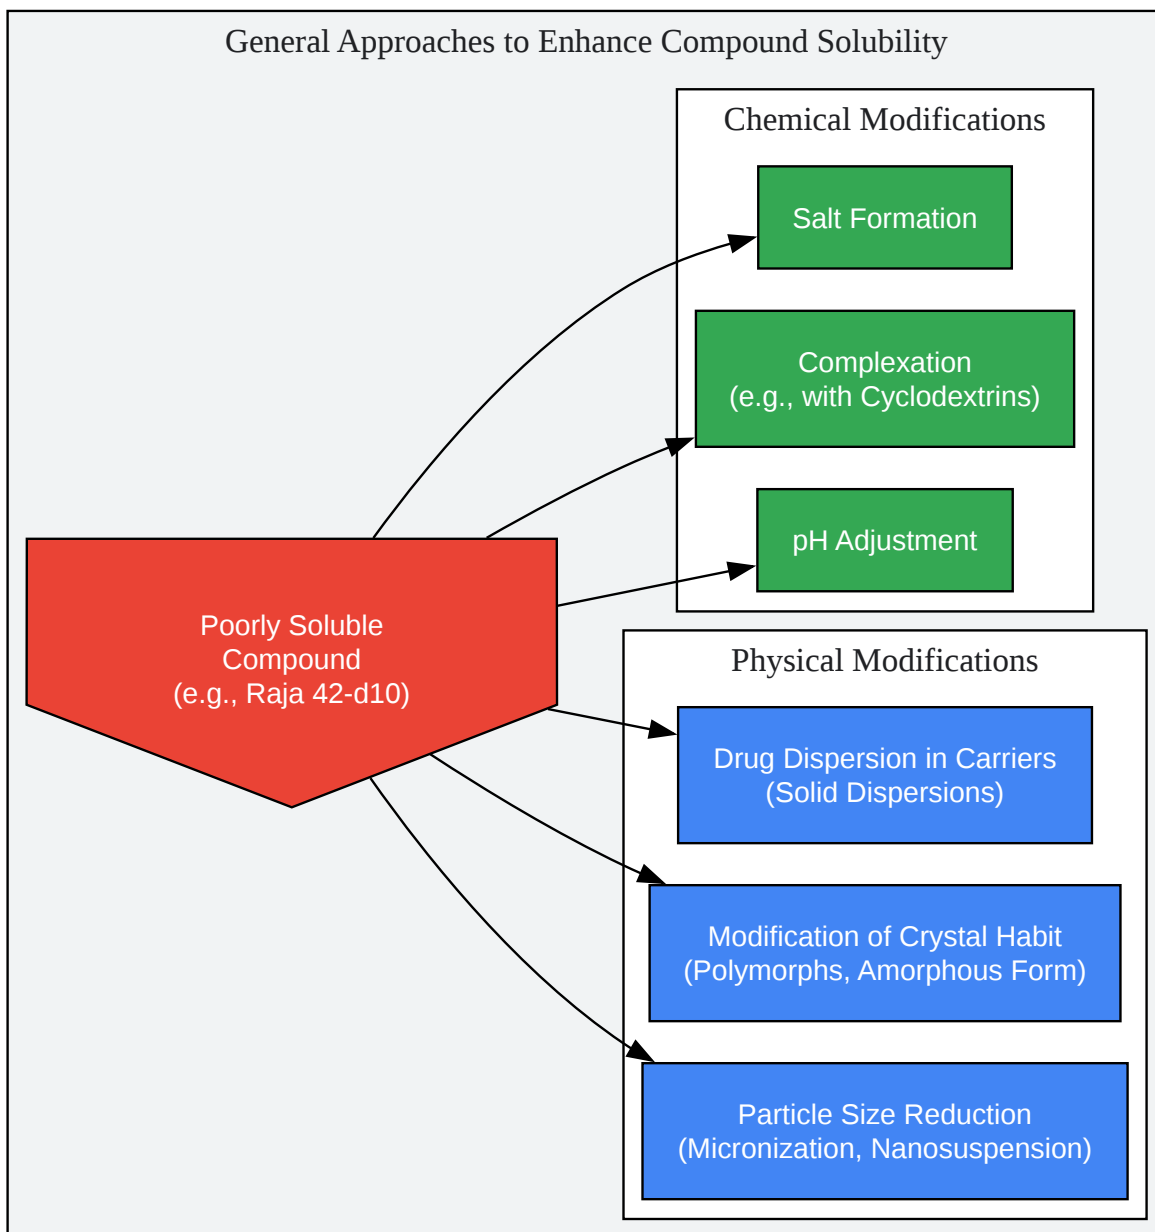 General Approaches to Enhance Compound Solubility
Chemical Modifications
Salt Formation
Complexation
(e.g., with Cyclodextrins)
pH Adjustment
Poorly Soluble
Compound
(e.g., Raja 42-d10)
Physical Modifications
Drug Dispersion in Carriers
(Solid Dispersions)
Modification of Crystal Habit
(Polymorphs, Amorphous Form)
Particle Size Reduction
(Micronization, Nanosuspension)